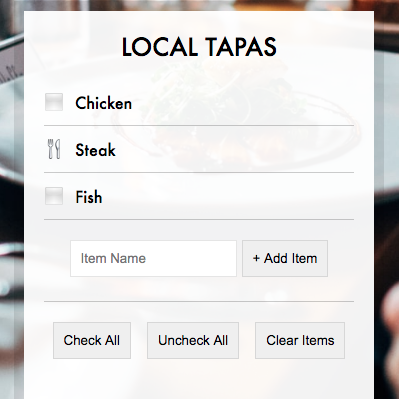 LOCAL TAPAS
Chicken
Steak
Fish
Item Name
+ Add Item
Check All
Uncheck All
Clear Items